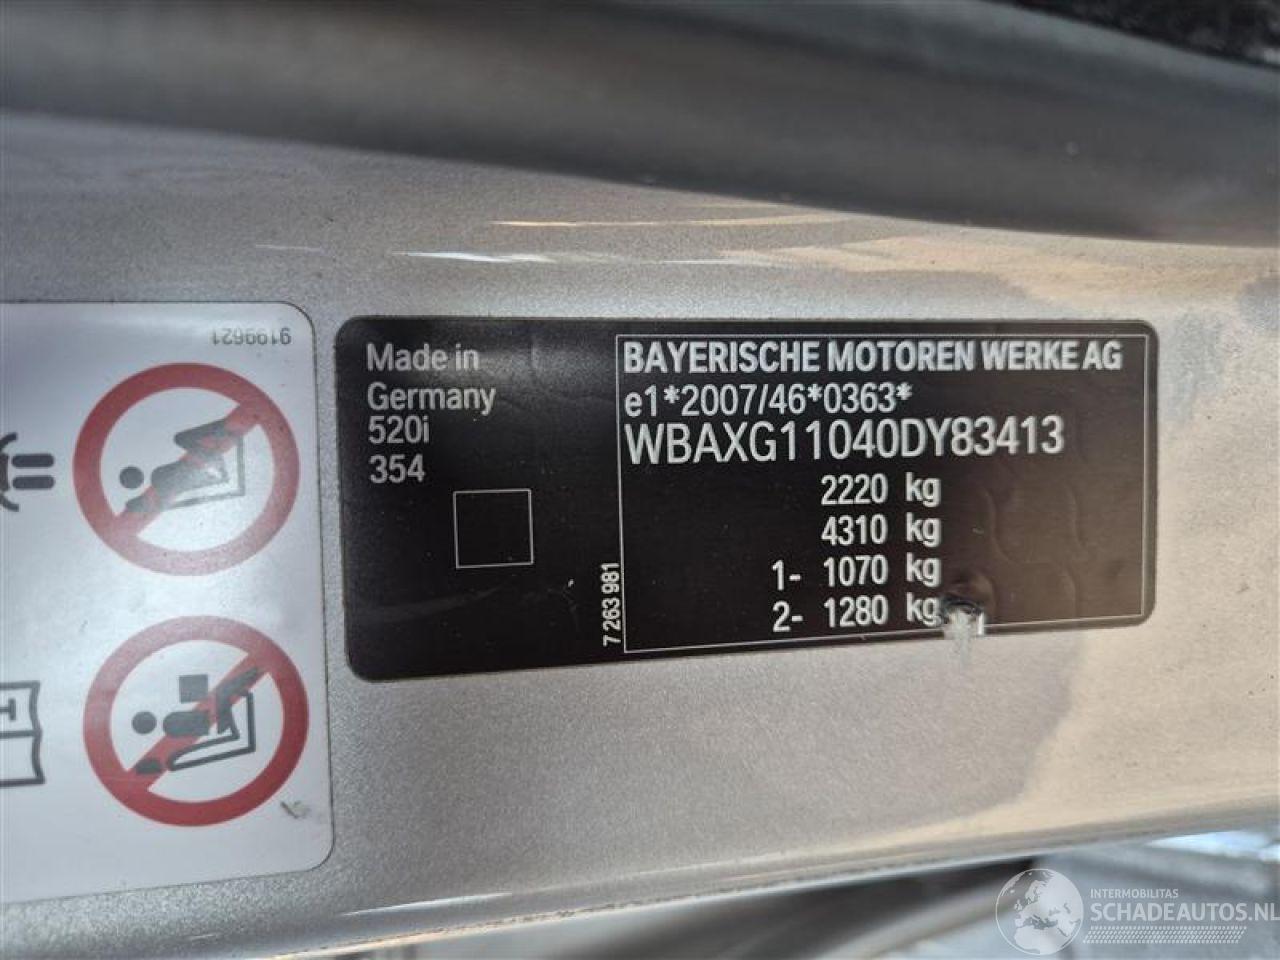 9199621
Made in
Germany
520i
354
BAYERISCHE MOTOREN WERKE AG
e1*2007/46*0363*
WBAXG11040DY83413
2220 kg
4310 kg
1- 1070 kg
2- 1280 kg
7 263 981
INTERMOBILITAS
SCHADEAUTOS.NL